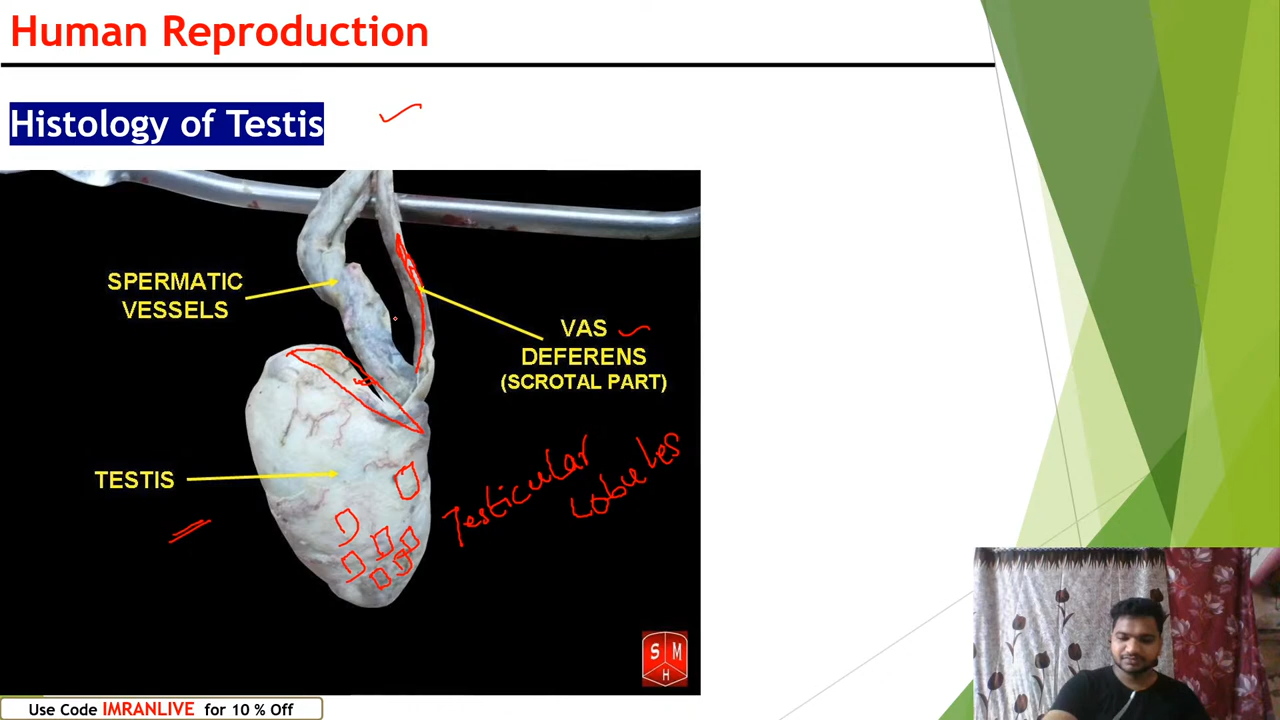 Human Reproduction
Histology of Testis
SPERMATIC
VESSELS
VAS
DEFERENS
(SCROTAL PART)
TESTIS
Testicular
Lobules
S M
H
Use Code IMRANLIVE for 10 % Off